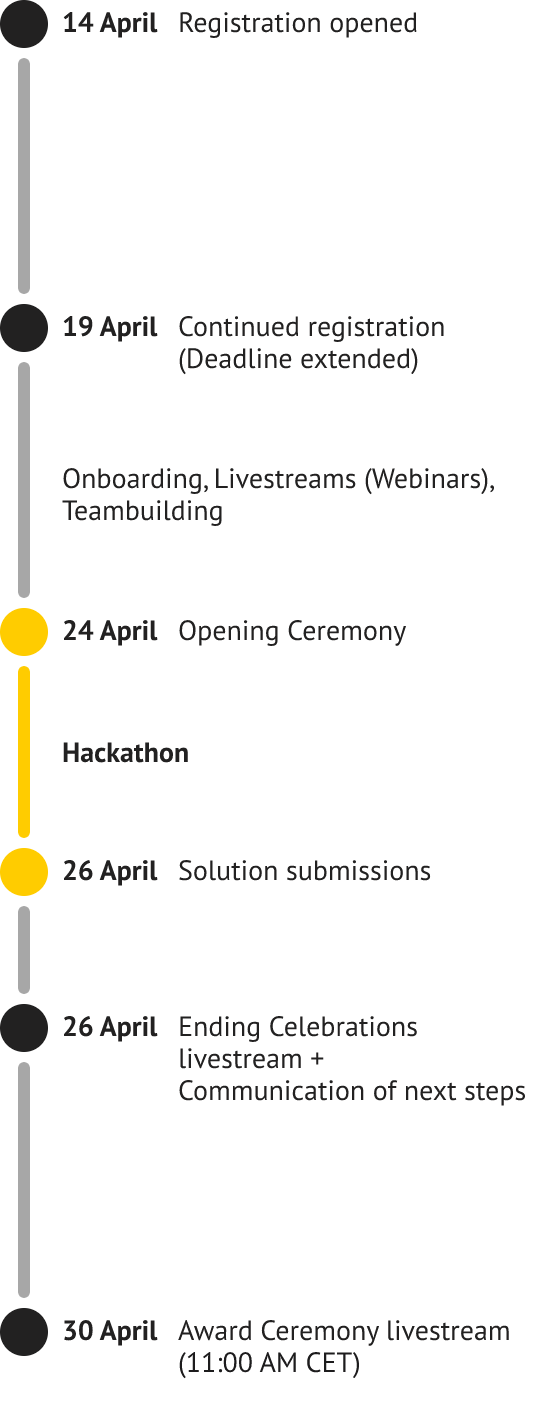 14 April Registration opened
19 April Continued registration
(Deadline extended)
Onboarding, Livestreams (Webinars),
Teambuilding
24 April Opening Ceremony
Hackathon
26 April Solution submissions
26 April Ending Celebrations
livestream +
Communication of next steps
30 April Award Ceremony livestream
(11:00 AM CET)